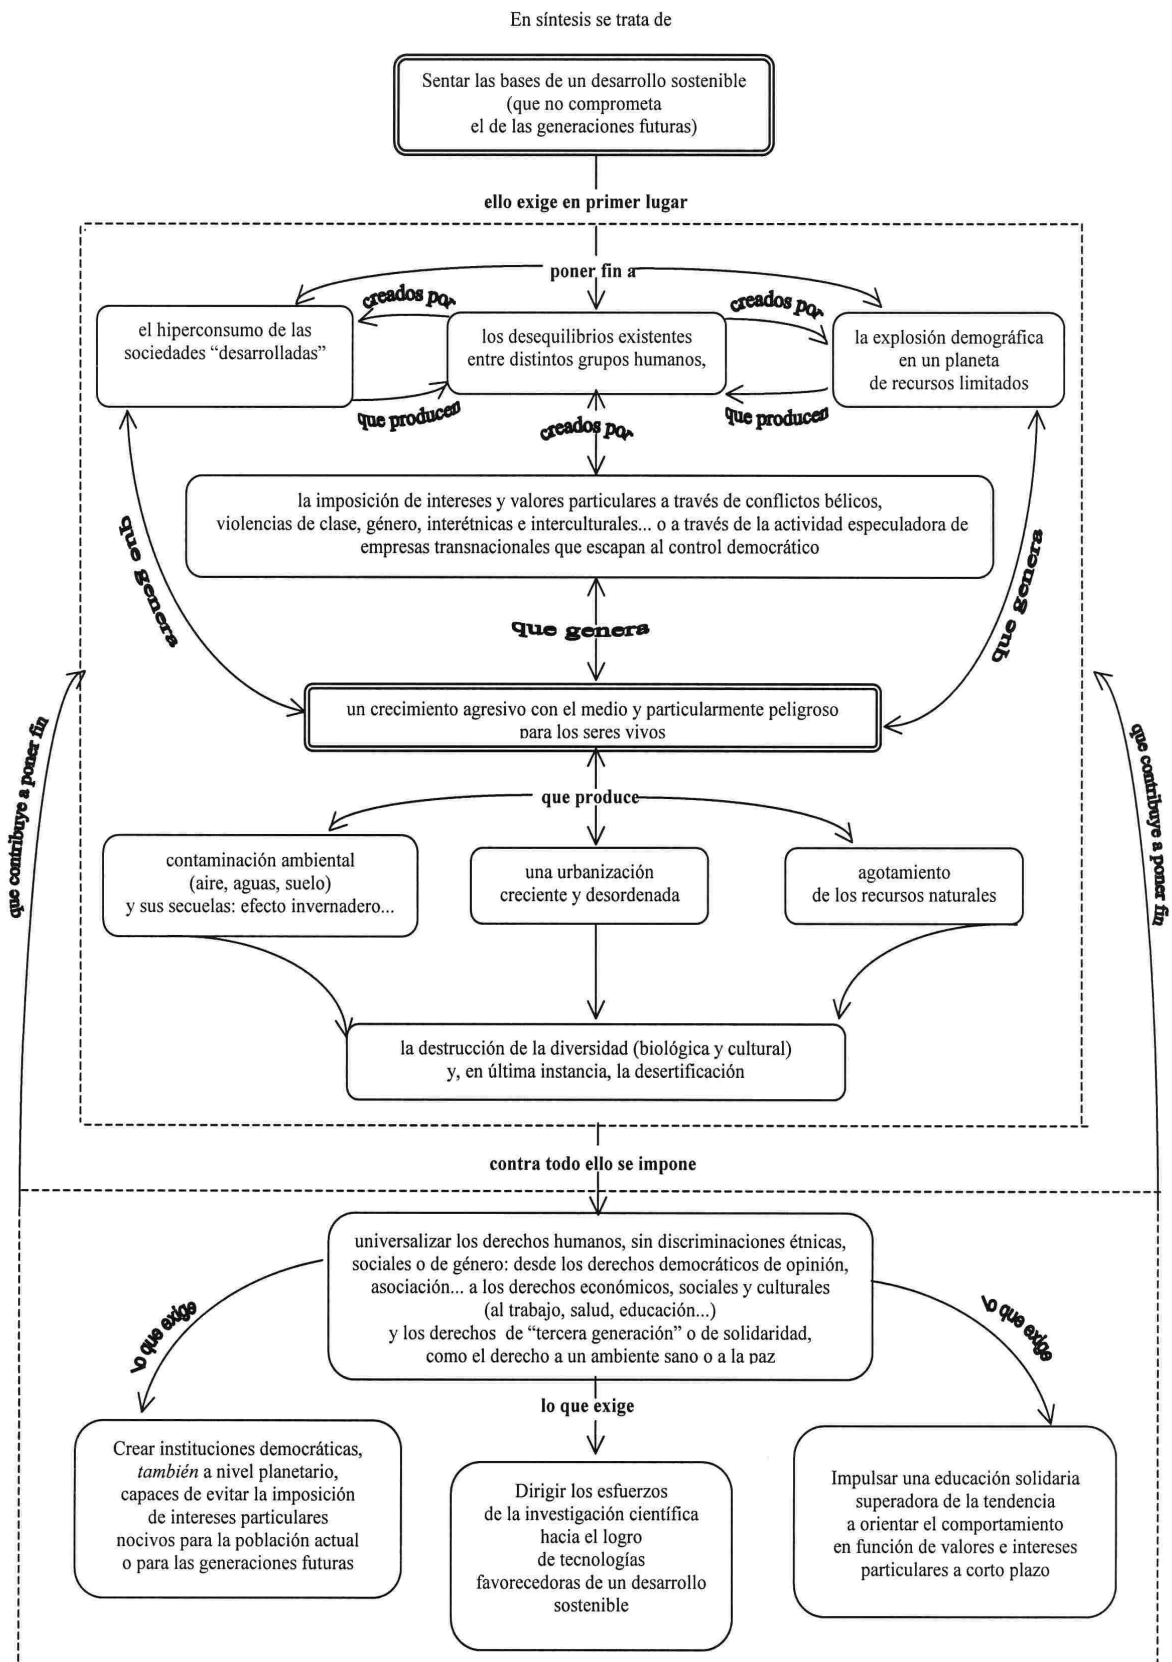 En síntesis se trata de
Sentar las bases de un desarrollo sostenible
(que no comprometa
el de las generaciones futuras)
ello exige en primer lugar
poner fin a
creados por
creados por
el hiperconsumo de las
sociedades “desarrolladas”
los desequilibrios existentes
entre distintos grupos humanos,
la explosión demográfica
en un planeta
de recursos limitados
que producen
creados por
que producen
la imposición de intereses y valores particulares a través de conflictos bélicos,
violencias de clase, género, interétnicas e interculturales... o a través de la actividad especuladora de
empresas transnacionales que escapan al control democrático
que genera
que genera
que genera
un crecimiento agresivo con el medio y particularmente peligroso
para los seres vivos
que contribuye a poner fin
que contribuye a poner fin
que produce
contaminación ambiental
(aire, aguas, suelo)
y sus secuelas: efecto invernadero...
una urbanización
creciente y desordenada
agotamiento
de los recursos naturales
la destrucción de la diversidad (biológica y cultural)
y, en última instancia, la desertificación
contra todo ello se impone
universalizar los derechos humanos, sin discriminaciones étnicas,
sociales o de género: desde los derechos democráticos de opinión,
asociación... a los derechos económicos, sociales y culturales
(al trabajo, salud, educación...)
y los derechos de “tercera generación” o de solidaridad,
como el derecho a un ambiente sano o a la paz
lo que exige
lo que exige
lo que exige
Crear instituciones democráticas,
también a nivel planetario,
capaces de evitar la imposición
de intereses particulares
nocivos para la población actual
o para las generaciones futuras
Dirigir los esfuerzos
de la investigación científica
hacia el logro
de tecnologías
favorecedoras de un desarrollo
sostenible
Impulsar una educación solidaria
superadora de la tendencia
a orientar el comportamiento
en función de valores e intereses
particulares a corto plazo